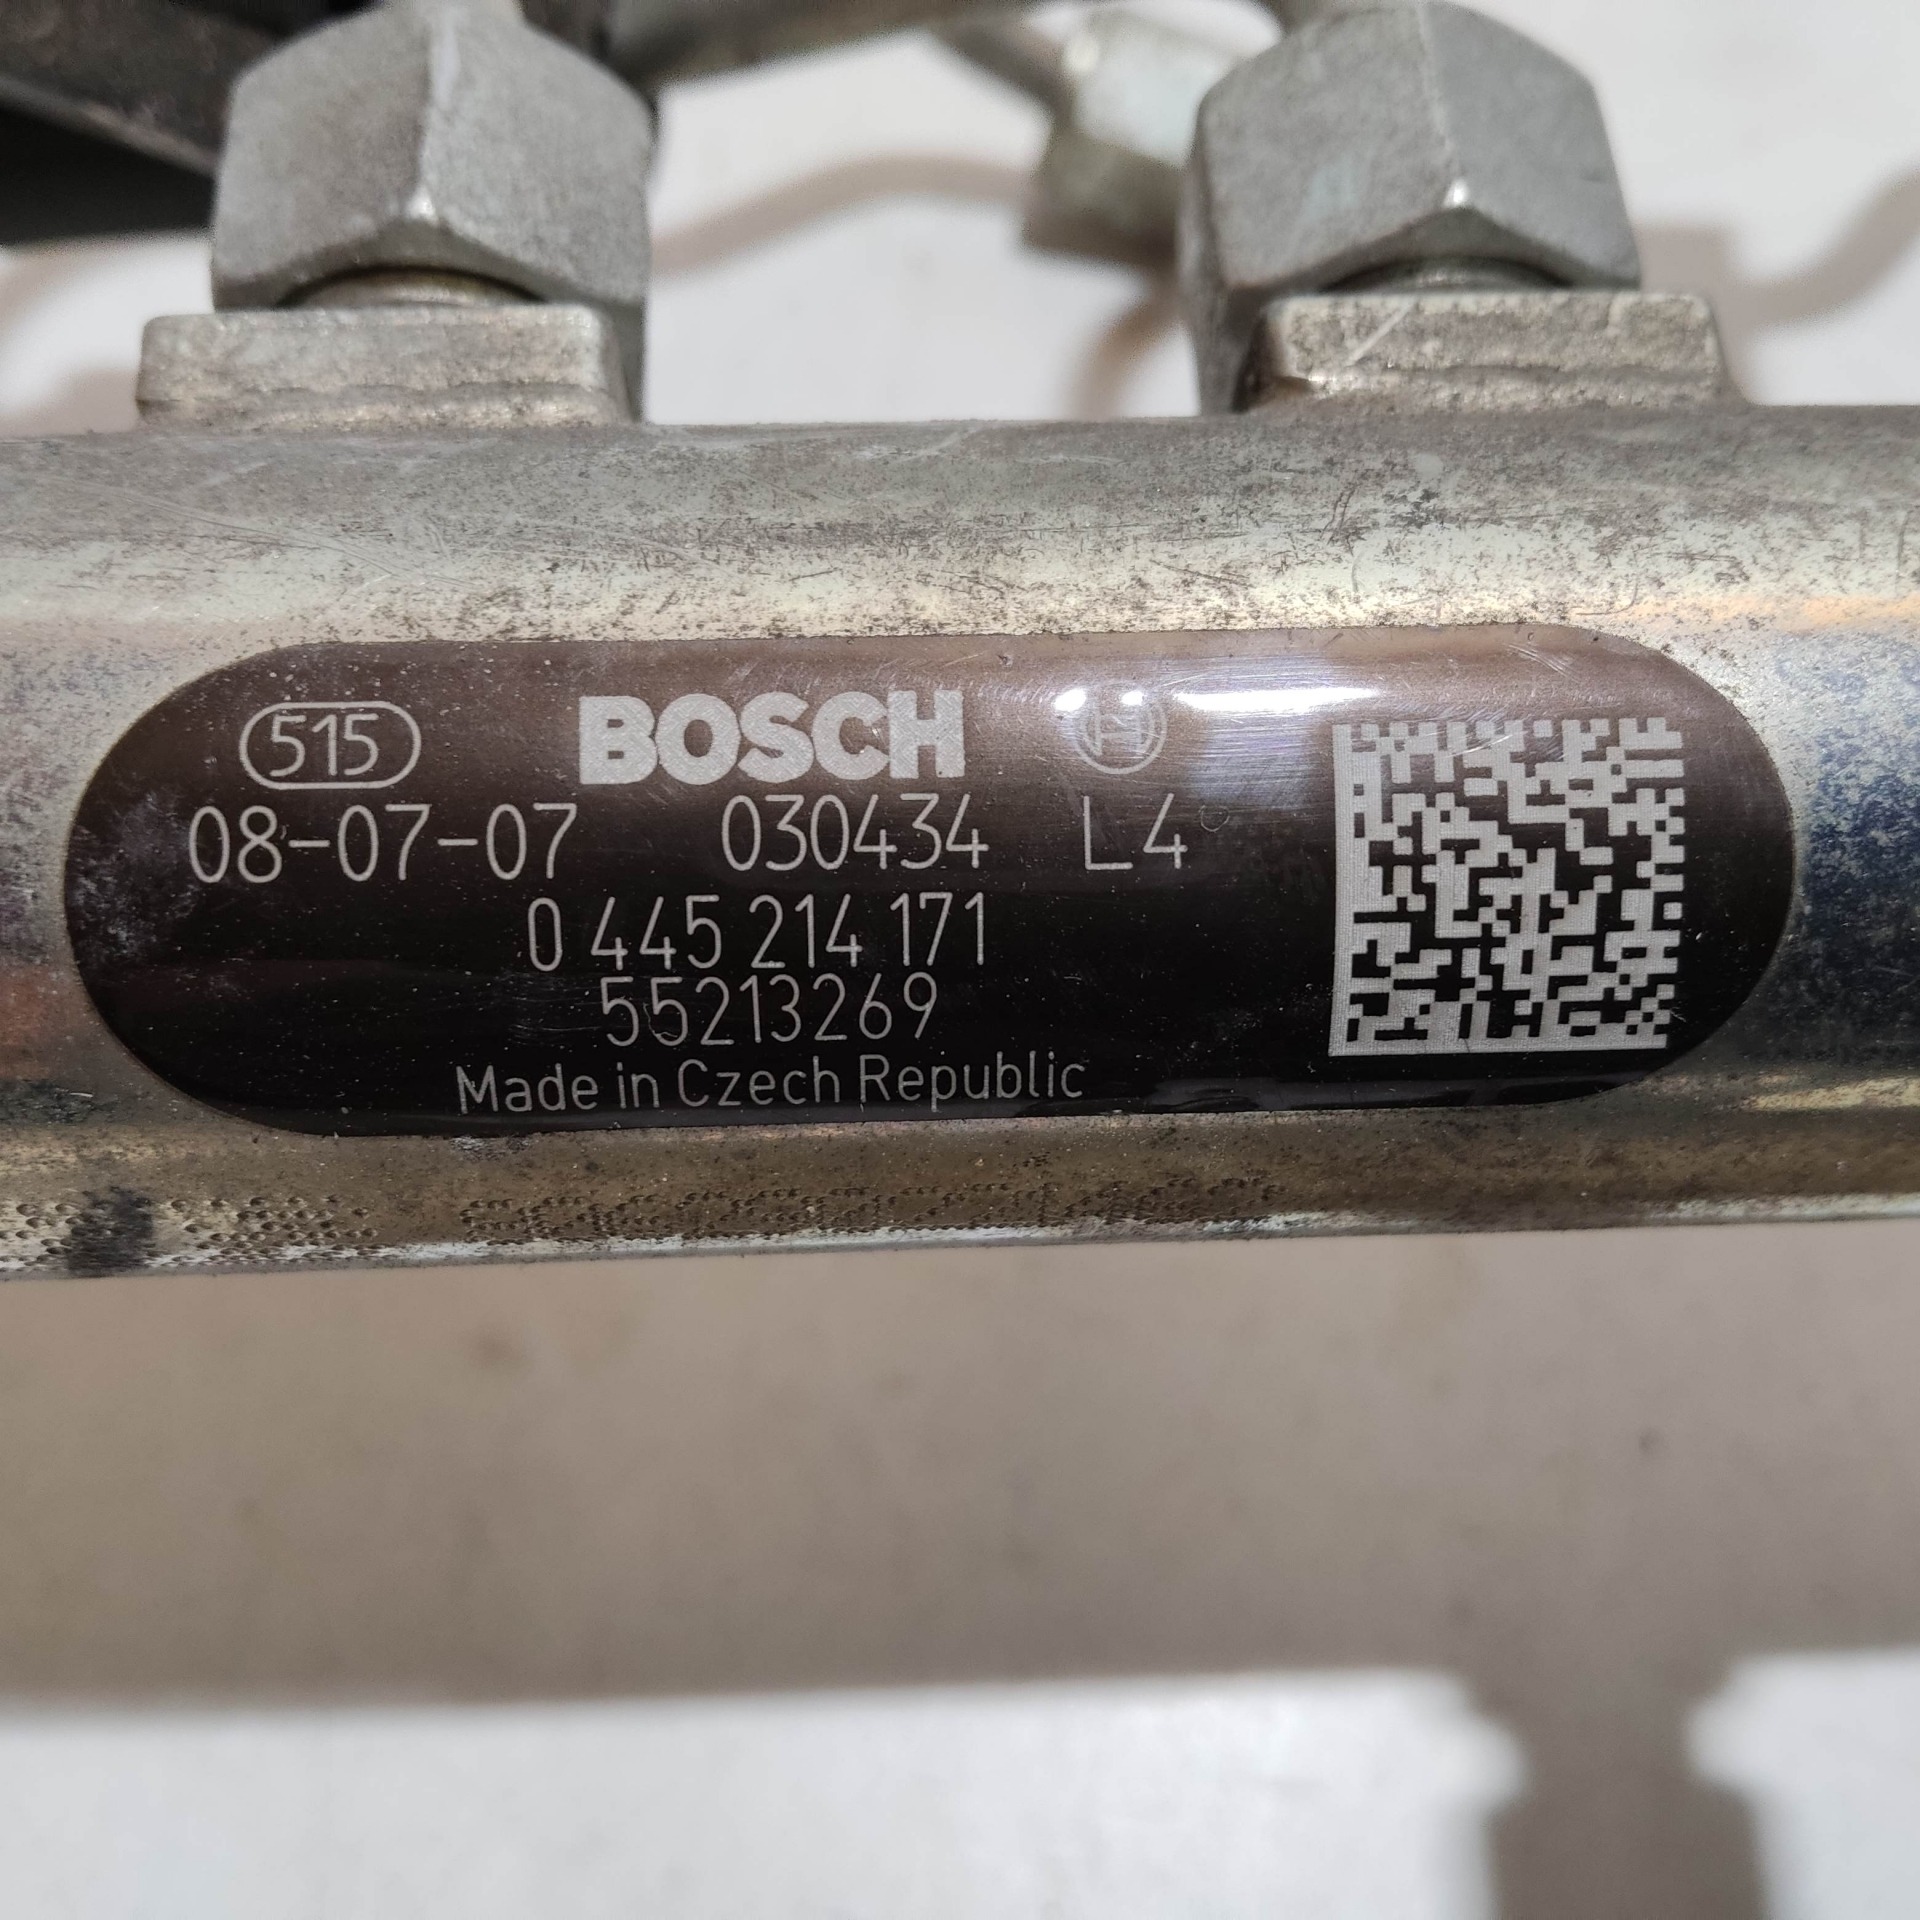 515 BOSCH
08-07-07 030434 L4
0 445 214 171
55213269
Made in Czech Republic